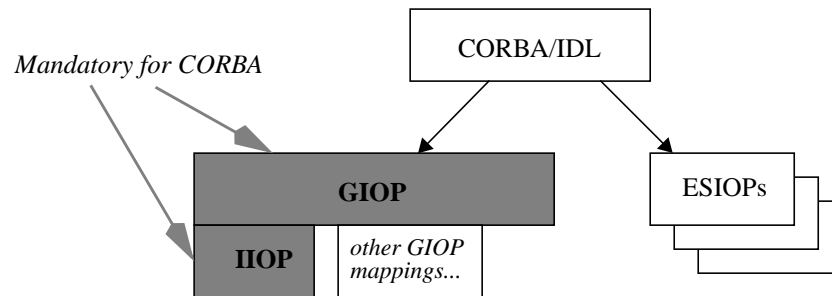 CORBA/IDL
Mandatory for CORBA
GIOP
ESIOPs
IIOP
other GIOP
mappings...